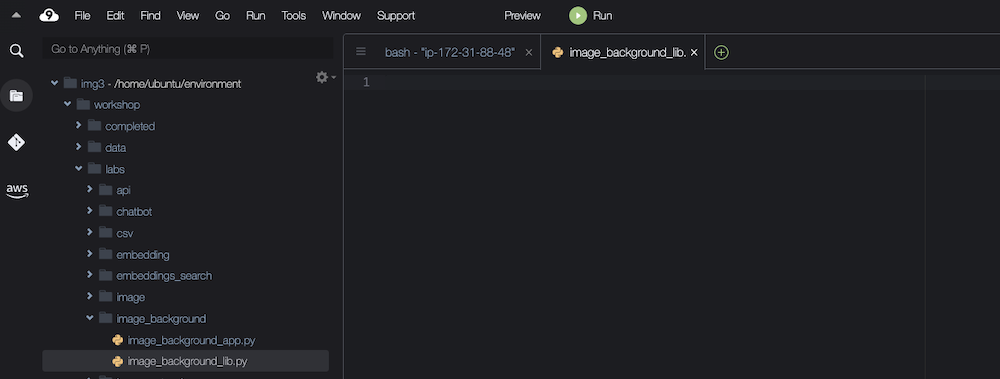 9 File Edit Find View Go Run Tools Window Support Preview Run
Go to Anything (⌘ P)
bash - "ip-172-31-88-48" × image_background_lib. ×
img3 - /home/ubuntu/environment
1
workshop
completed
data
labs
aws
api
chatbot
csv
embedding
embeddings_search
image
image_background
image_background_app.py
image_background_lib.py